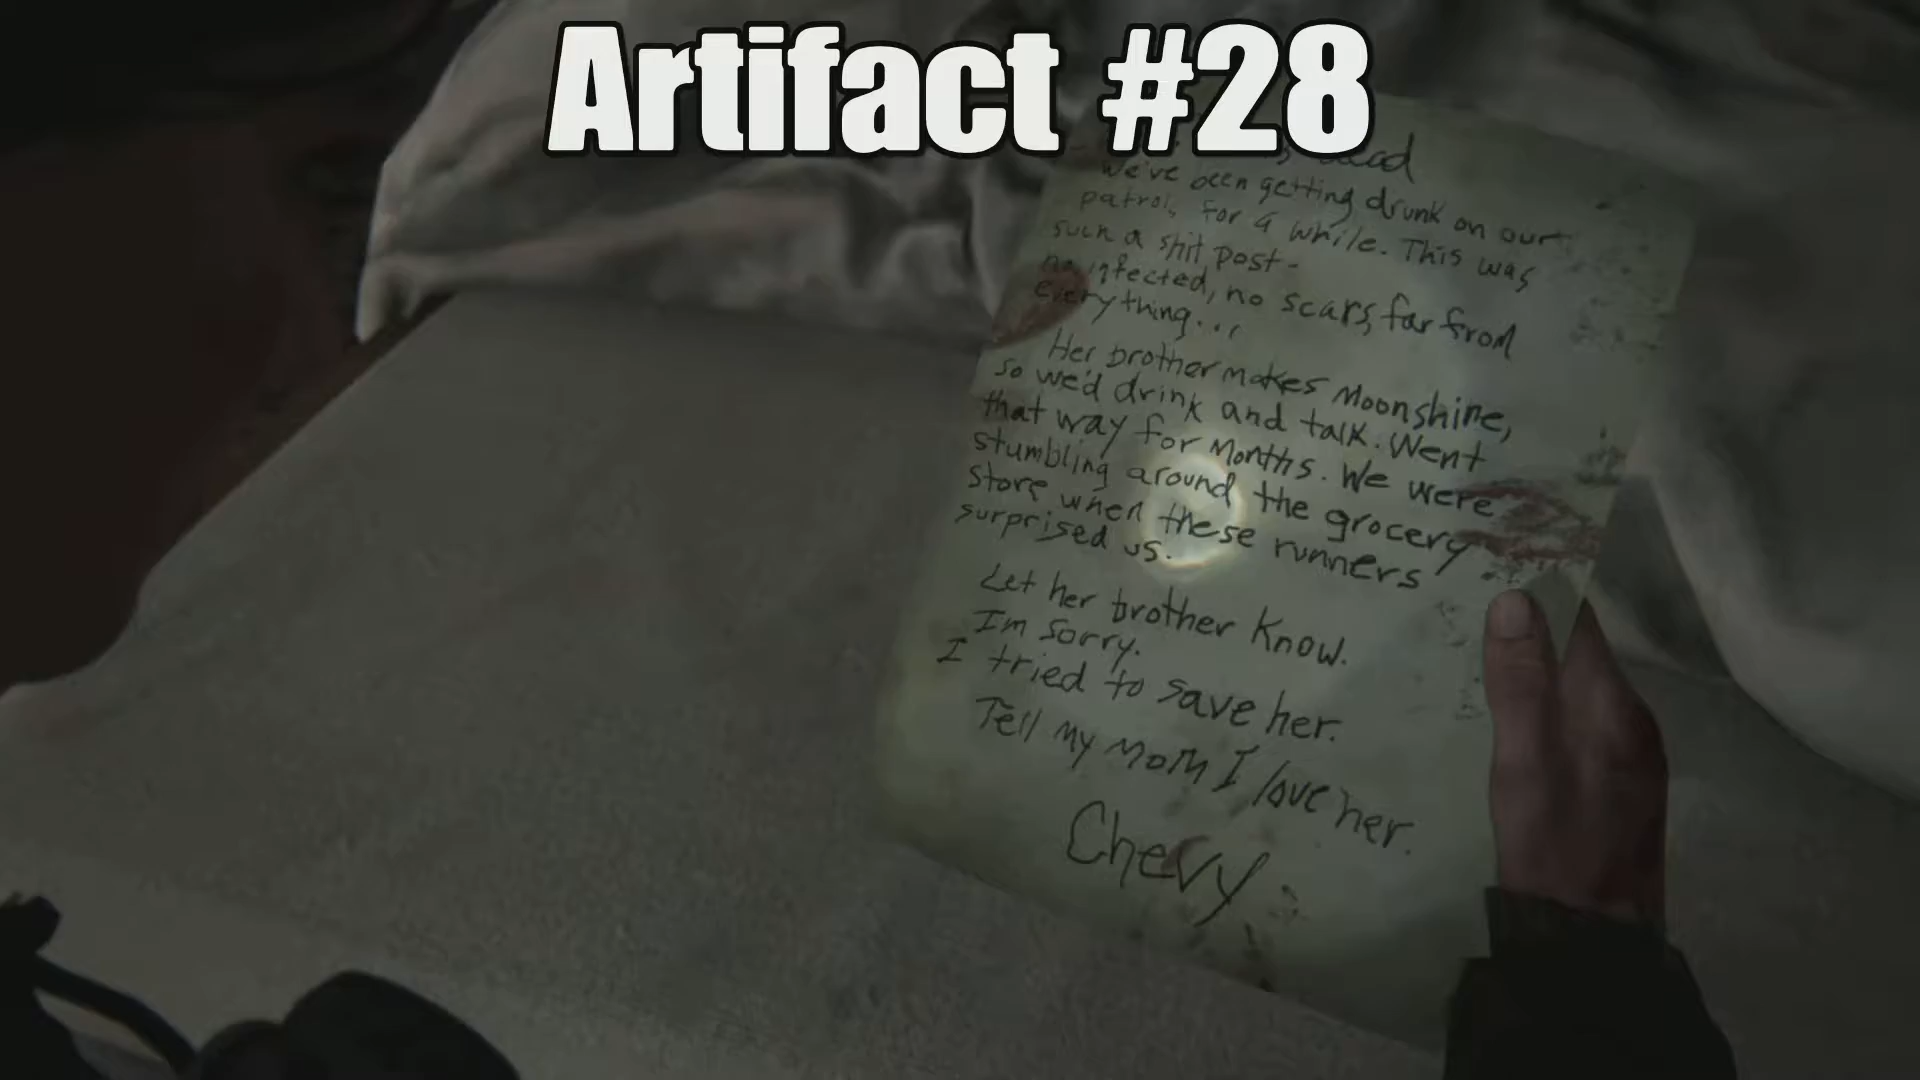 Artifact #28
dead
we've been getting drunk on our
patrols for a while. This was
such a shit post-
no infected, no scars, far from
everything...
Her brother makes Moonshine,
so we'd drink and talk. Went
that way for months. We were
stumbling around the grocery
store when these runners
surprised us.
Let her brother know.
I'm sorry.
I tried to save her.
Tell my mom I love her.
Chevy